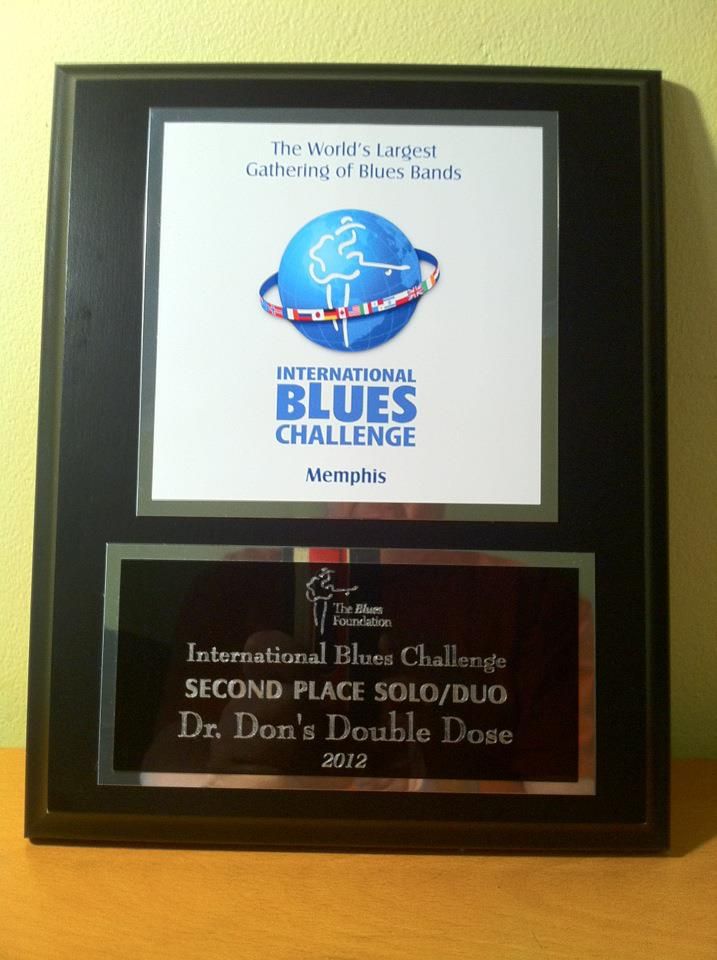 The World's Largest
Gathering of Blues Bands
INTERNATIONAL
BLUES
CHALLENGE
Memphis
The Blues
Foundation
International Blues Challenge
SECOND PLACE SOLO/DUO
Dr. Don's Double Dose
2012